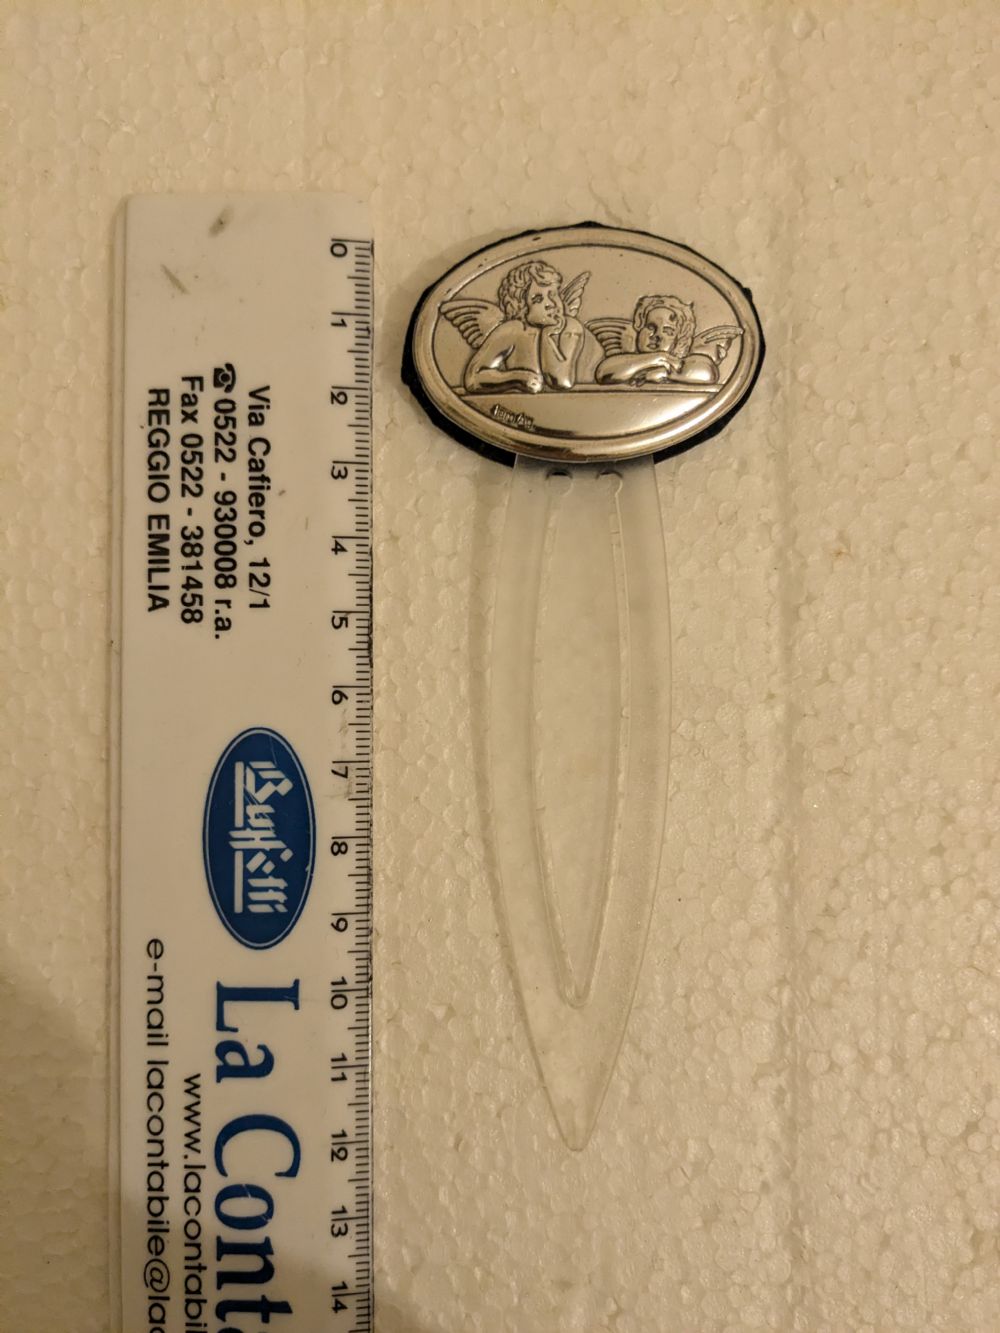 Via Cafiero, 12/1
☎ 0522 - 930008 r.a.
Fax 0522 - 381458
REGGIO EMILIA
Buffetti
La Cont
www.lacontabil
e-mail lacontabile@la
0 1 2 3 4 5 6 7 8 9 10 11 12 13 14